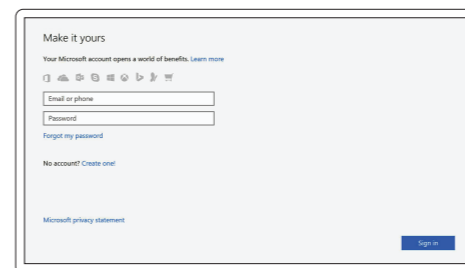 Make it yours
Your Microsoft account opens a world of benefits. Learn more
Email or phone
Password
Forgot my password
No account? Create one!
Microsoft privacy statement
Sign in